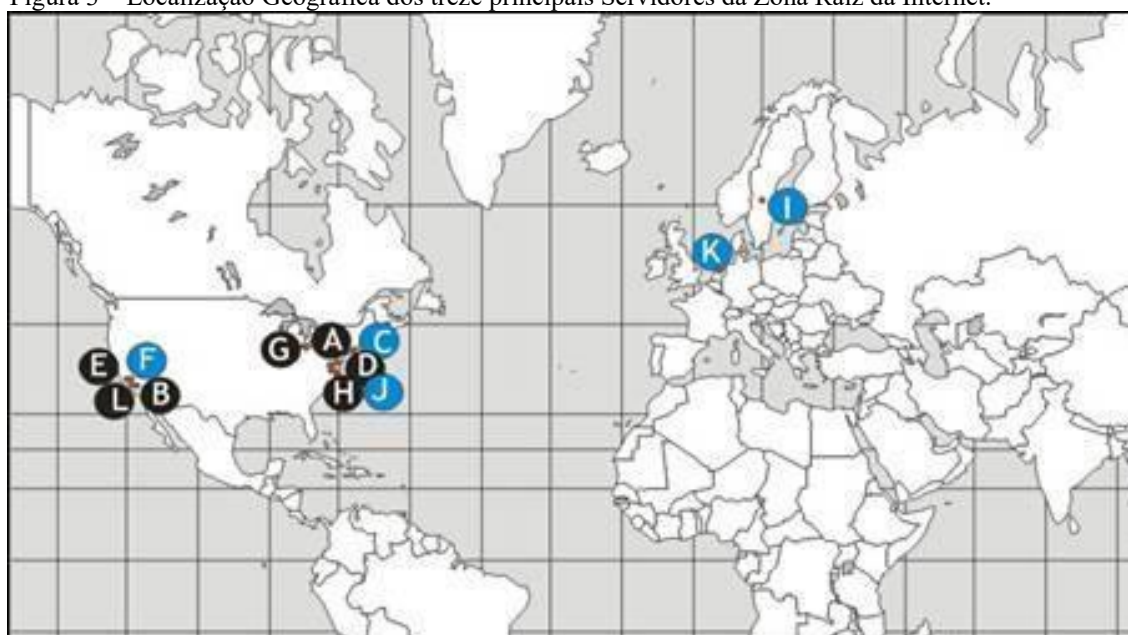 Figura 3 – Localização Geográfica dos treze principais Servidores da Zona Raiz da Internet.
I
K
A
C
G
D
E
F
H
J
L
B